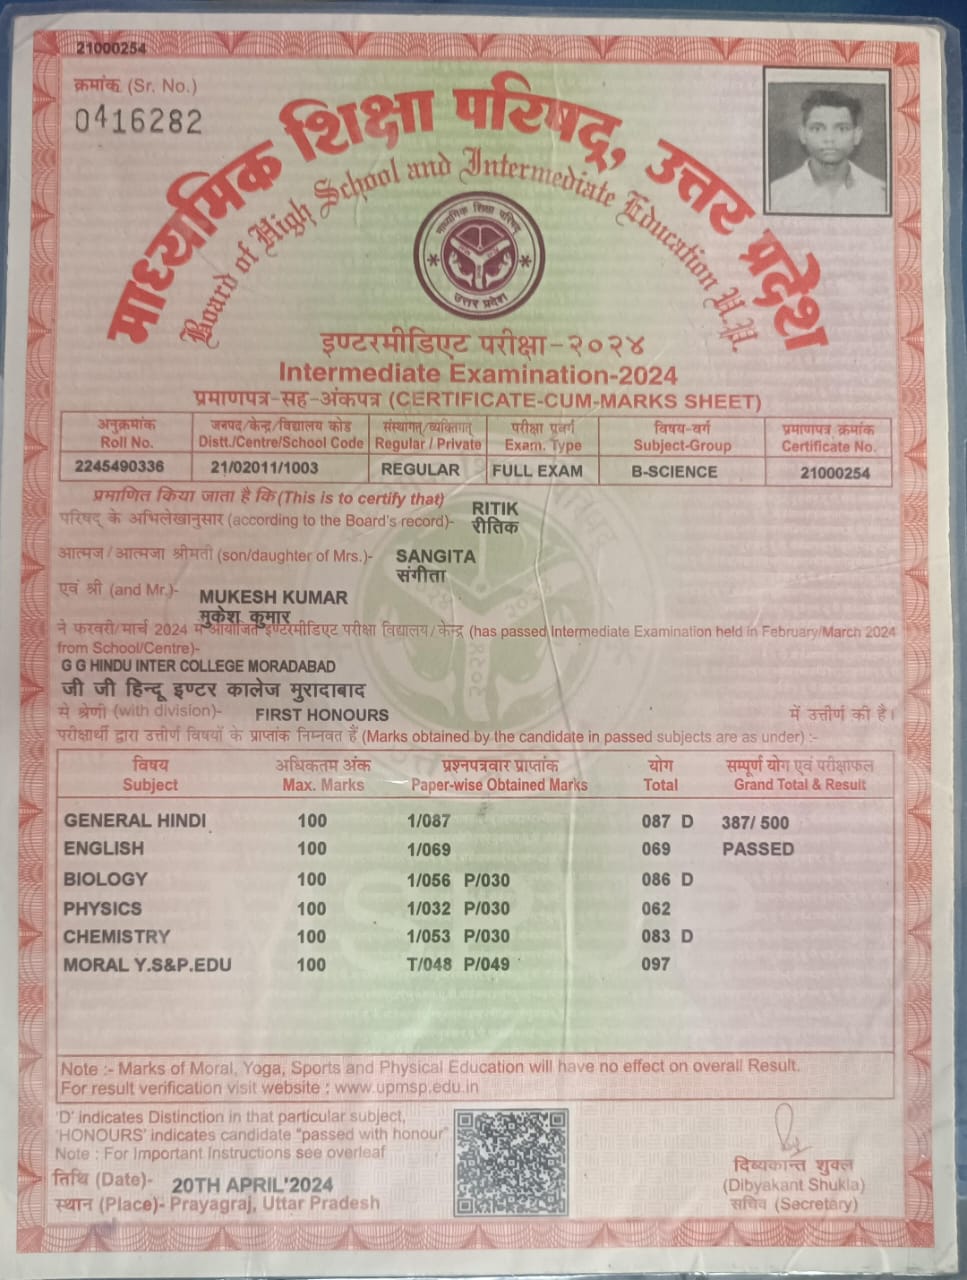 21000254
क्रमांक (Sr. No.)
0416282
माध्यमिक शिक्षा परिषद्, उत्तर प्रदेश
Board of High School and Intermediate Education U.P.
माध्यमिक शिक्षा परिषद्
उत्तर प्रदेश
इण्टरमीडिएट परीक्षा-२०२४
Intermediate Examination-2024
प्रमाणपत्र-सह-अंकपत्र (CERTIFICATE-CUM-MARKS SHEET)
अनुक्रमांक जनपद/केन्द्र/विद्यालय कोड संस्थागत/व्यक्तिगत परीक्षा प्रवर्ग विषय-वर्ग प्रमाणपत्र क्रमांक
Roll No. Distt./Centre/School Code Regular / Private Exam. Type Subject-Group Certificate No.
2245490336 21/02011/1003 REGULAR FULL EXAM B-SCIENCE 21000254
प्रमाणित किया जाता है कि (This is to certify that) RITIK
परिषद् के अभिलेखानुसार (according to the Board's record)- रीतिक
आत्मज/आत्मजा श्रीमती (son/daughter of Mrs.)- SANGITA
संगीता
एवं श्री (and Mr.)- MUKESH KUMAR
मुकेश कुमार
ने फरवरी/मार्च 2024 में आयोजित इण्टरमीडिएट परीक्षा विद्यालय/केन्द्र (has passed Intermediate Examination held in February/March 2024
from School/Centre)-
G G HINDU INTER COLLEGE MORADABAD
जी जी हिन्दू इण्टर कालेज मुरादाबाद
से श्रेणी (with division)- FIRST HONOURS में उत्तीर्ण की है।
परीक्षार्थी द्वारा उत्तीर्ण विषयों के प्राप्तांक निम्नवत हैं (Marks obtained by the candidate in passed subjects are as under) :-
विषय अधिकतम अंक प्रश्नपत्रवार प्राप्तांक योग सम्पूर्ण योग एवं परीक्षाफल
Subject Max. Marks Paper-wise Obtained Marks Total Grand Total & Result
GENERAL HINDI 100 1/087 087 D 387/ 500
ENGLISH 100 1/069 069 PASSED
BIOLOGY 100 1/056 P/030 086 D
PHYSICS 100 1/032 P/030 062
CHEMISTRY 100 1/053 P/030 083 D
MORAL Y.S&P.EDU 100 T/048 P/049 097
Note :- Marks of Moral, Yoga, Sports and Physical Education will have no effect on overall Result.
For result verification visit website : www.upmsp.edu.in
'D' indicates Distinction in that particular subject,
'HONOURS' indicates candidate "passed with honour"
Note : For Important Instructions see overleaf
तिथि (Date)- 20TH APRIL'2024
स्थान (Place)- Prayagraj, Uttar Pradesh
दिब्यकान्त शुक्ल
(Dibyakant Shukla)
सचिव (Secretary)